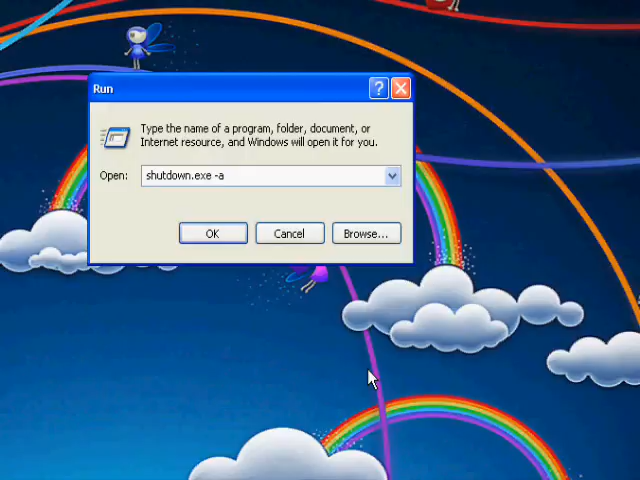 Run
Type the name of a program, folder, document, or
Internet resource, and Windows will open it for you.
Open: shutdown.exe -a
OK Cancel Browse...